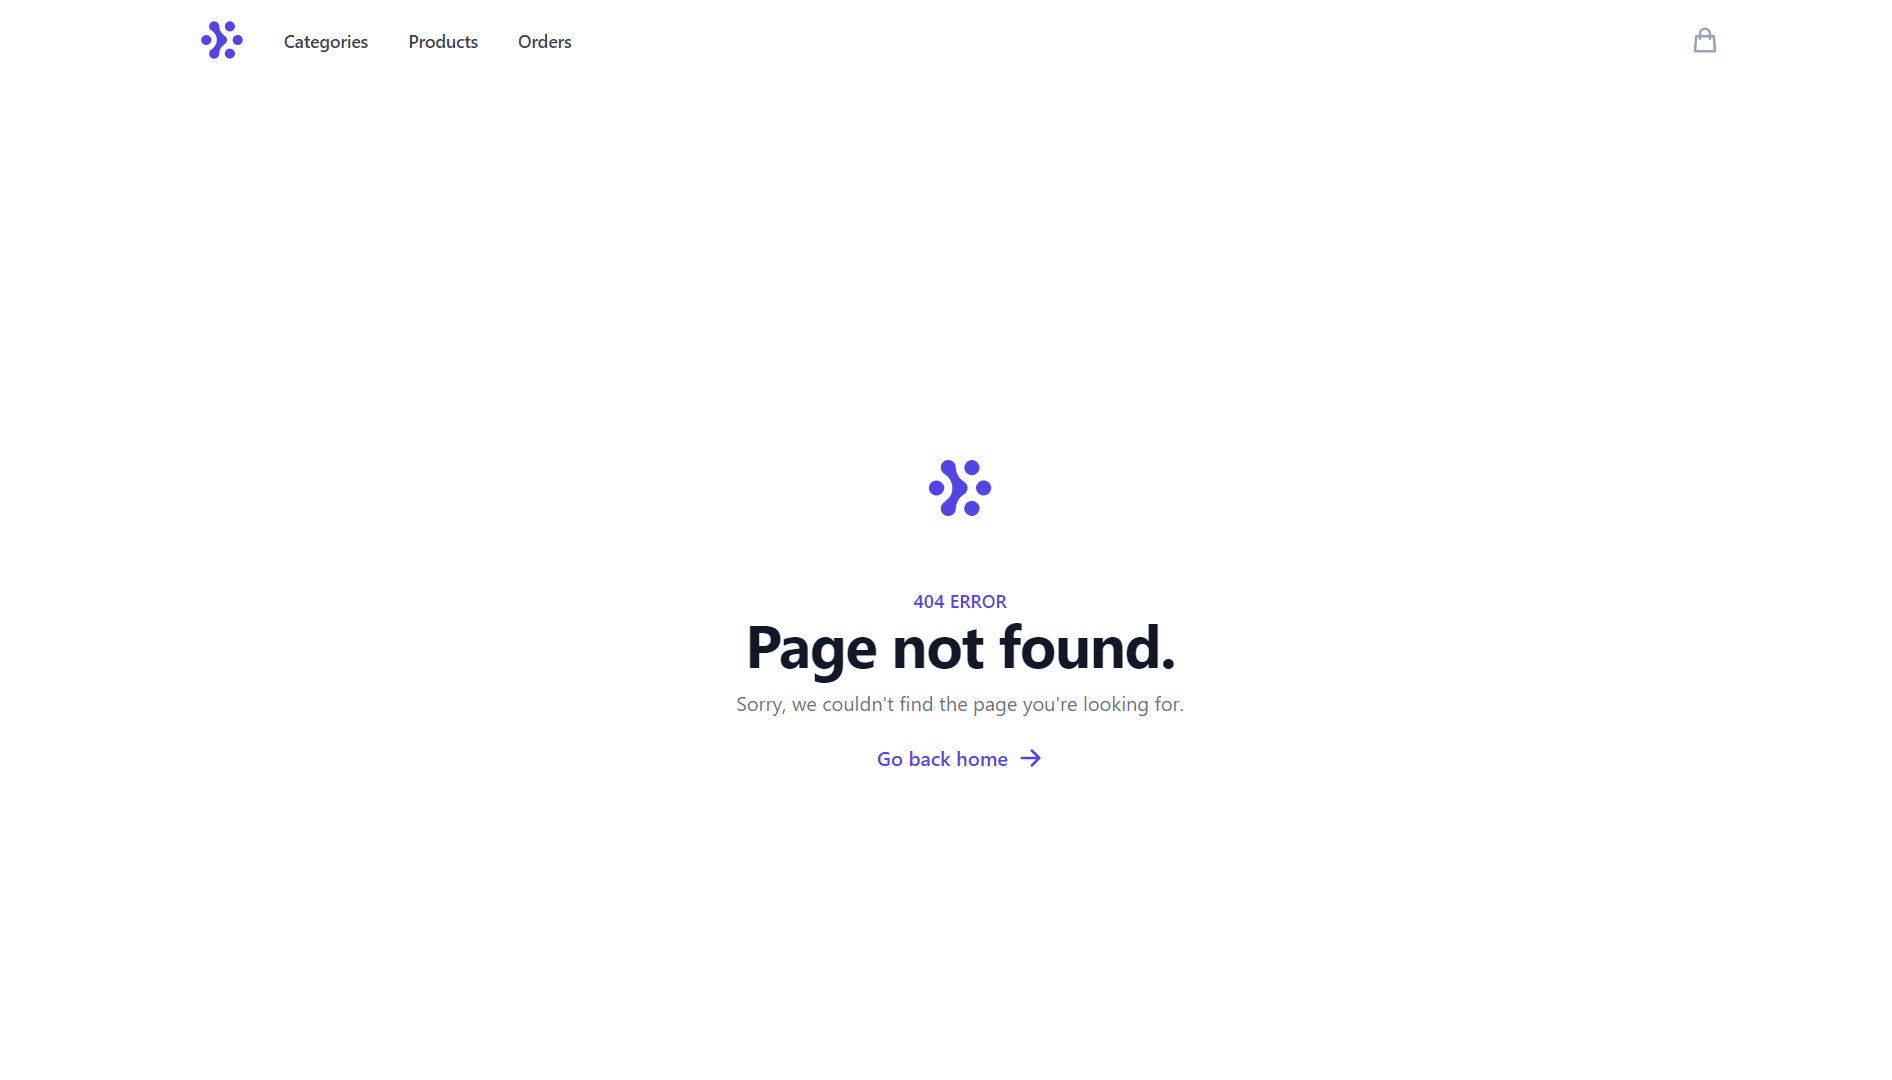 Categories Products Orders
404 ERROR
Page not found.
Sorry, we couldn't find the page you're looking for.
Go back home